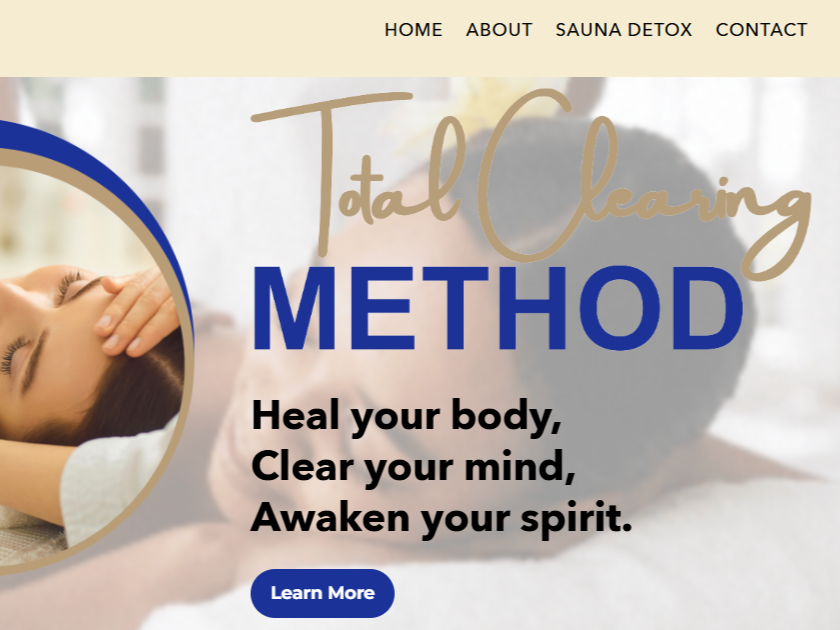 HOME ABOUT SAUNA DETOX CONTACT
Total Clearing
METHOD
Heal your body,
Clear your mind,
Awaken your spirit.
Learn More